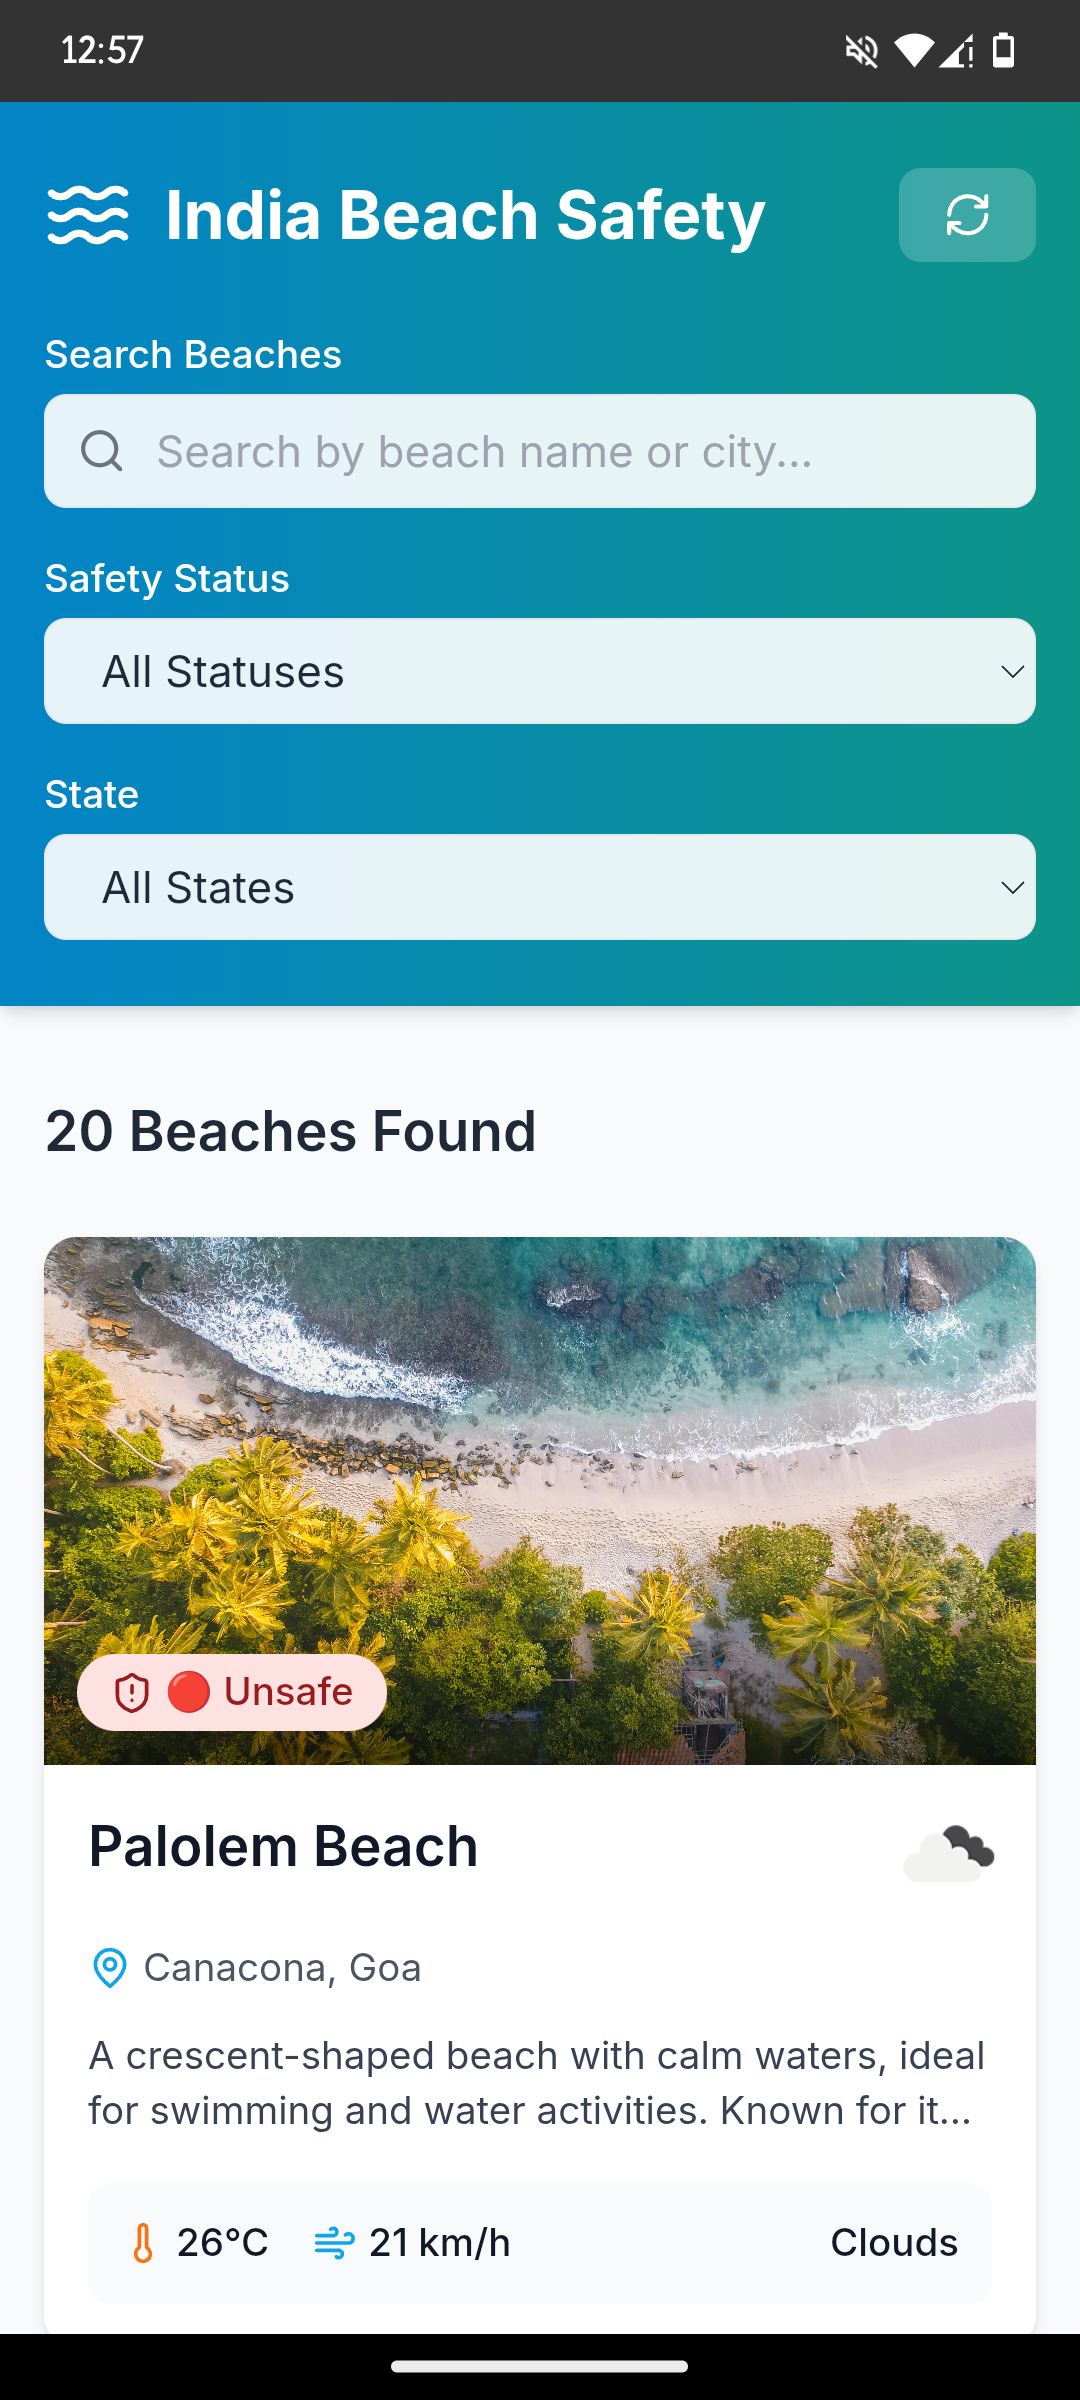 12:57
India Beach Safety
Search Beaches
Search by beach name or city...
Safety Status
All Statuses
State
All States
20 Beaches Found
Unsafe
Palolem Beach
Canacona, Goa
A crescent-shaped beach with calm waters, ideal
for swimming and water activities. Known for it...
26°C 21 km/h Clouds